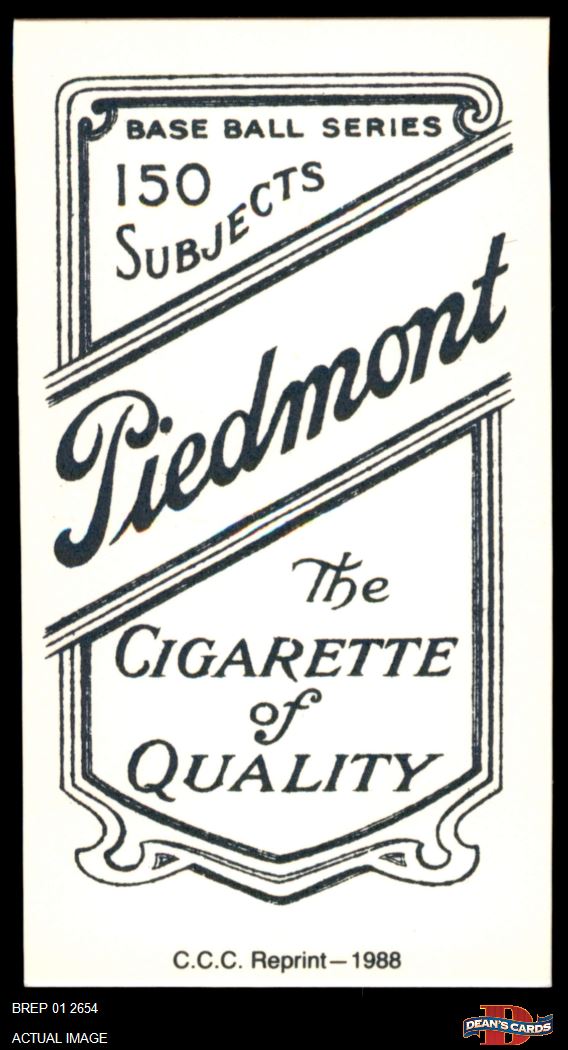 BASE BALL SERIES
150
SUBJECTS
Piedmont
The
CIGARETTE
of
QUALITY
C.C.C. Reprint—1988
BREP 01 2654
ACTUAL IMAGE
D
DEAN'S CARDS